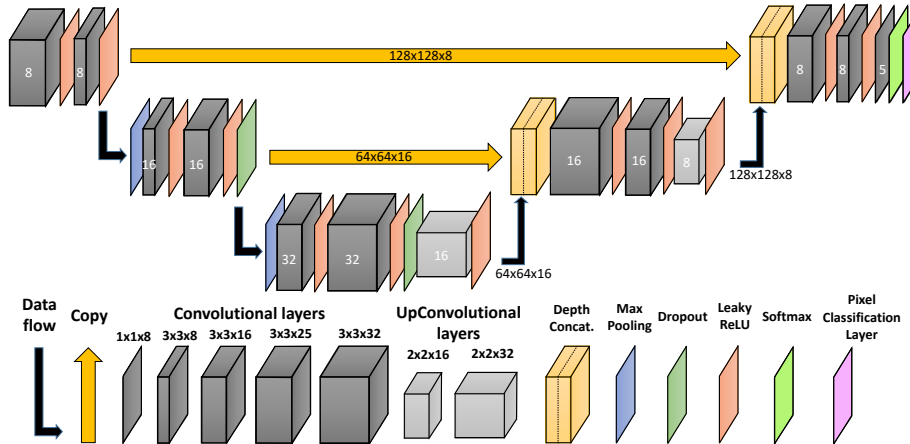 8
8
128x128x8
8
8
5
16
16
64x64x16
16
16
8
128x128x8
32
32
16
64x64x16
Data
flow
Copy
Convolutional layers
1x1x8
3x3x8
3x3x16
3x3x25
3x3x32
UpConvolutional
layers
2x2x16
2x2x32
Depth
Concat.
Max
Pooling
Dropout
Leaky
ReLU
Softmax
Pixel
Classification
Layer